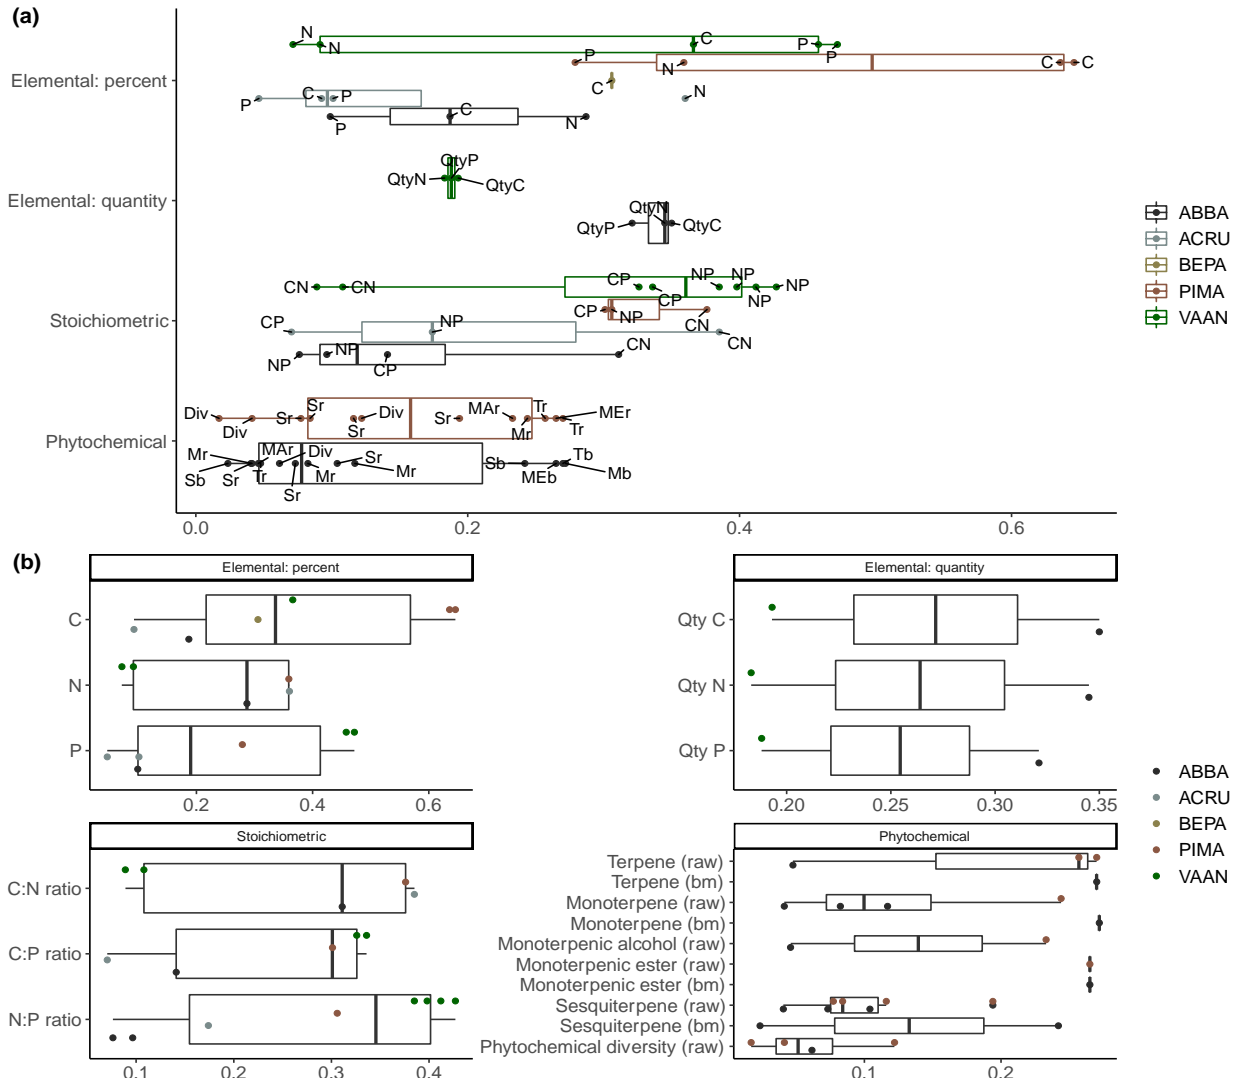 (a)
N
N
C
P
P
Elemental: percent
P
N
C
C
C
P
C
P
N
P
C
N
Elemental: quantity
QtyP
QtyN
QtyC
QtyN
QtyP
QtyC
Stoichiometric
CN
CN
CP
CP
NP
NP
NP
NP
CP
NP
CN
CP
NP
CN
NP
NP
CP
CN
Phytochemical
Div
Div
Sr
Sr
Sr
Div
Sr
MAr
Mr
Tr
Tr
MEr
Mr
Sb
Sr
Tr
MAr
Sr
Div
Mr
Sr
Mr
Sb
MEb
Tb
Mb
0.0
0.2
0.4
0.6
ABBA
ACRU
BEPA
PIMA
VAAN
(b)
Elemental: percent
C
N
P
0.2
0.4
0.6
Elemental: quantity
Qty C
Qty N
Qty P
0.20
0.25
0.30
0.35
Stoichiometric
C:N ratio
C:P ratio
N:P ratio
0.1
0.2
0.3
0.4
Phytochemical
Terpene (raw)
Terpene (bm)
Monoterpene (raw)
Monoterpene (bm)
Monoterpenic alcohol (raw)
Monoterpenic ester (raw)
Monoterpenic ester (bm)
Sesquiterpene (raw)
Sesquiterpene (bm)
Phytochemical diversity (raw)
0.1
0.2
ABBA
ACRU
BEPA
PIMA
VAAN